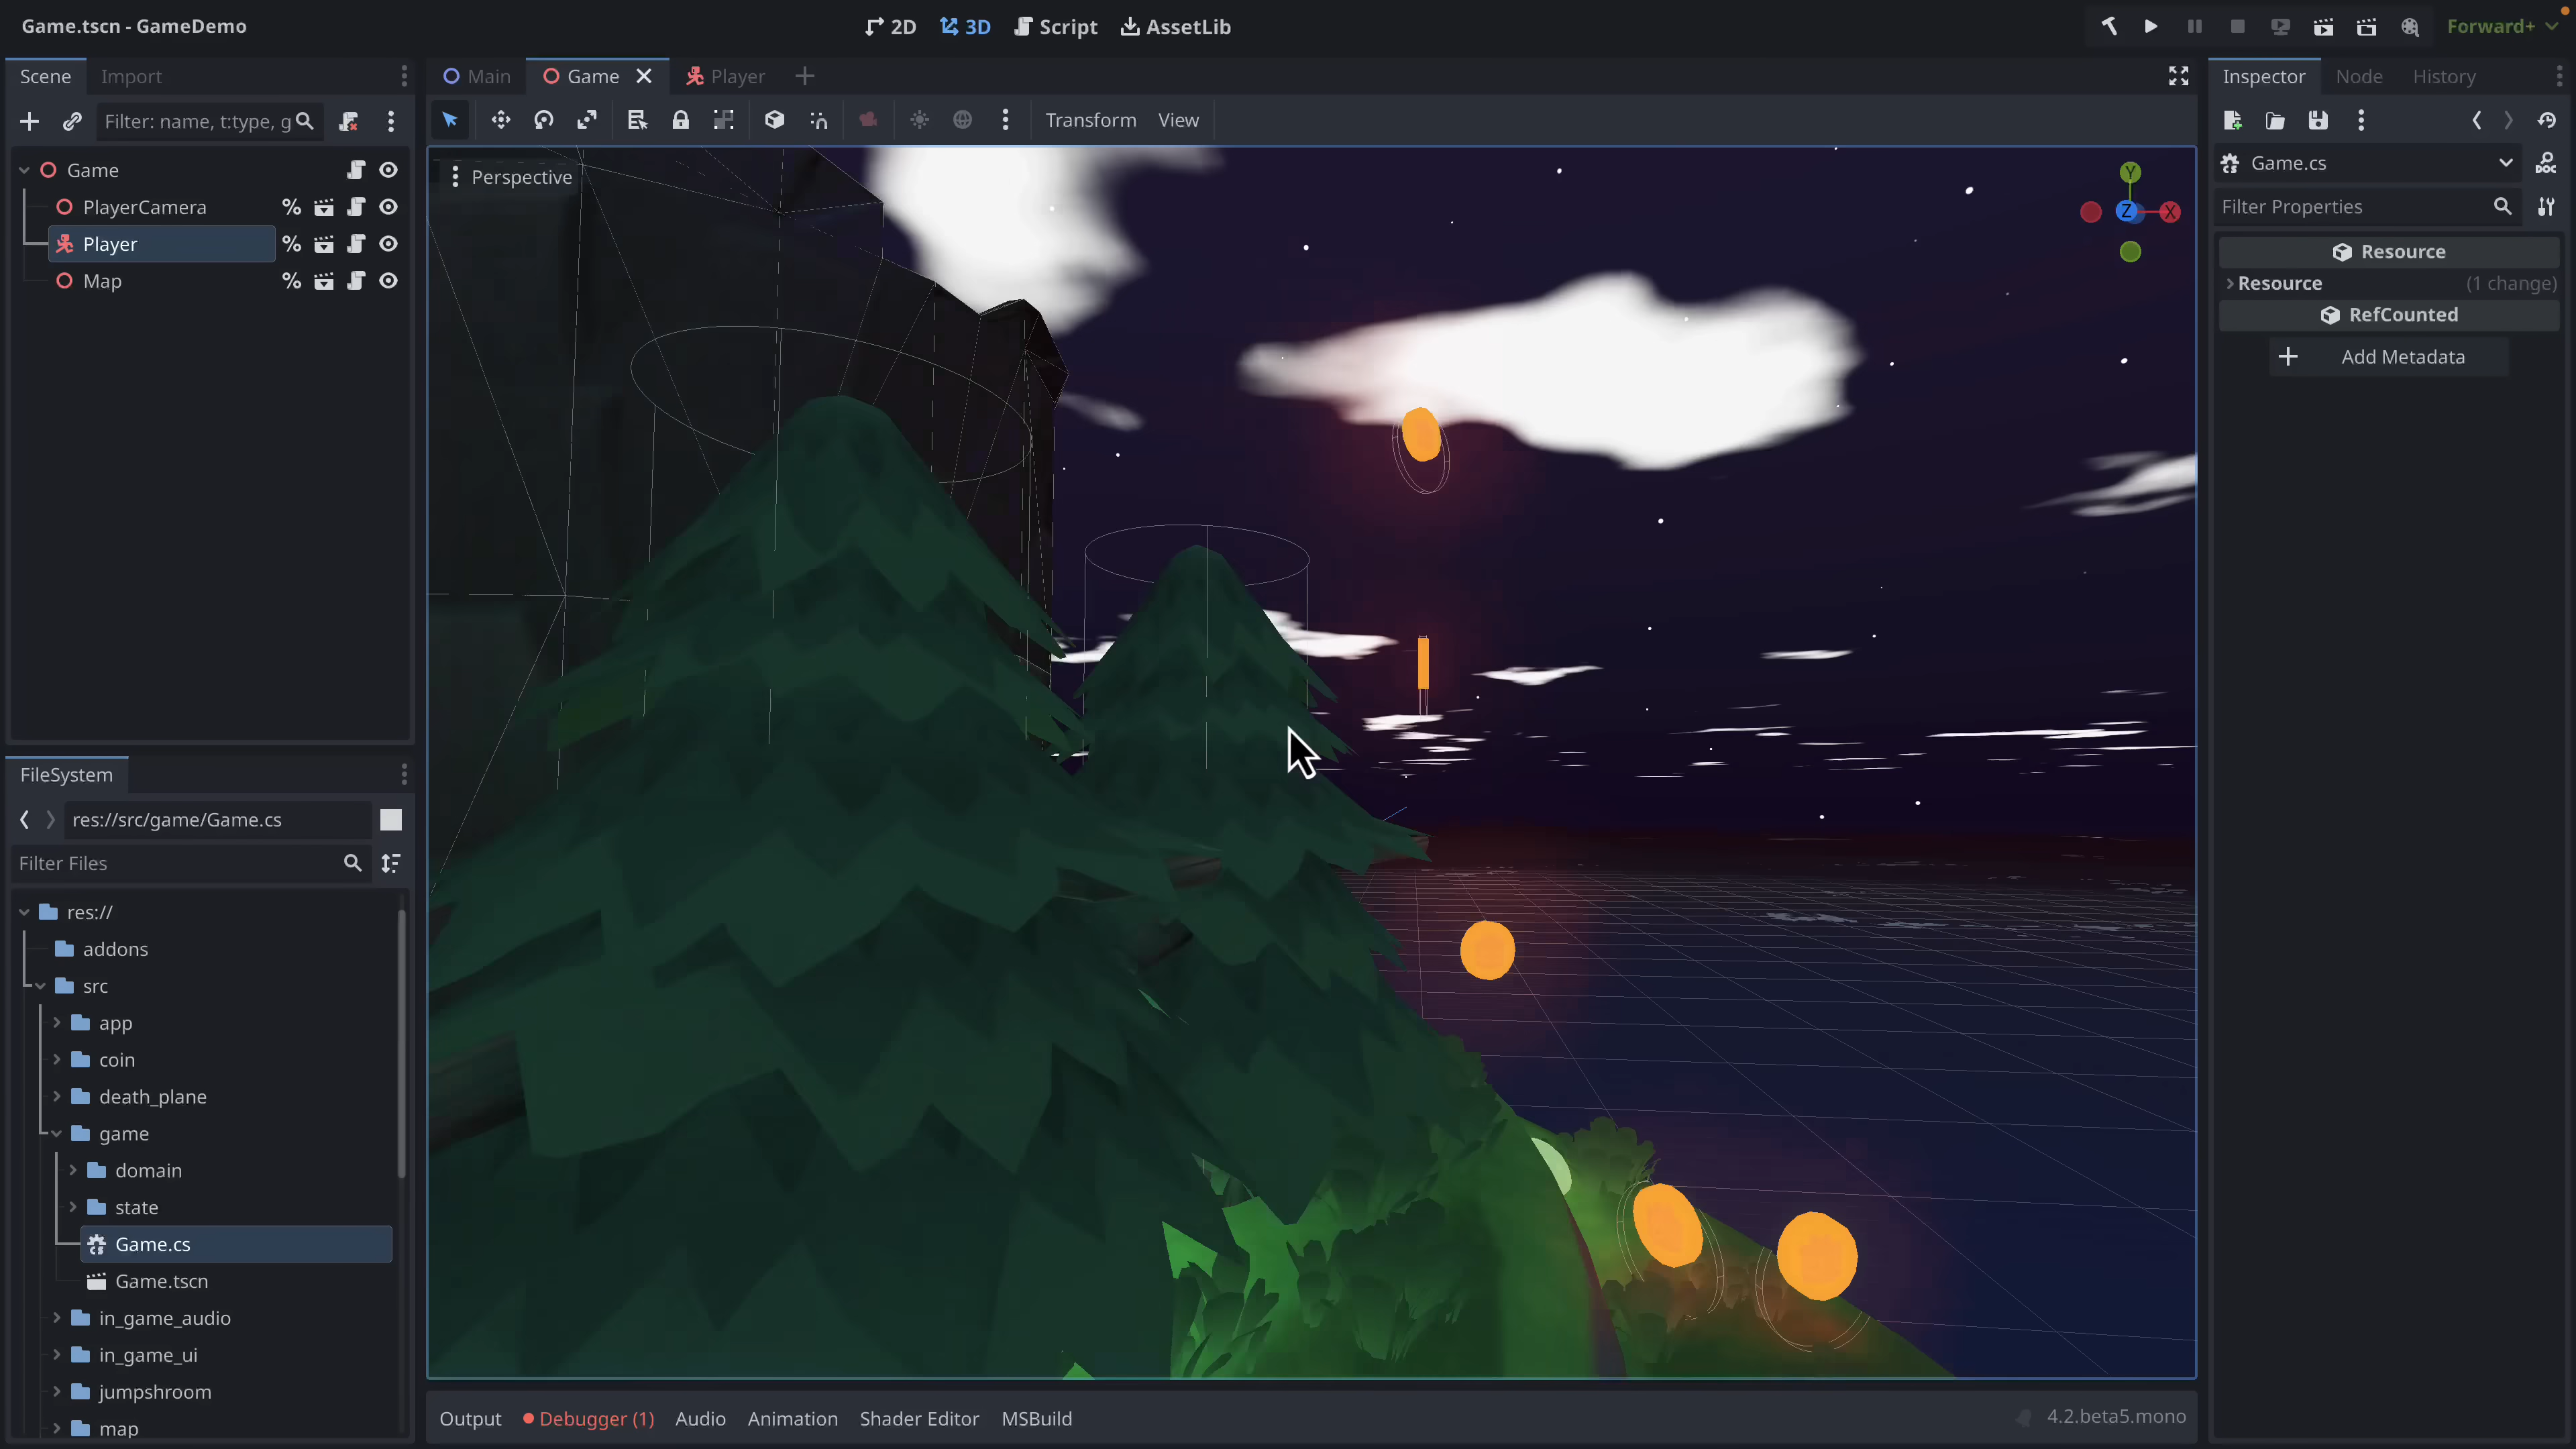 Game.tscn - GameDemo
2D 3D Script AssetLib
Forward+
Scene Import
Filter: name, t:type, g
Game
PlayerCamera
Player
Map
FileSystem
res://src/game/Game.cs
Filter Files
res://
addons
src
app
coin
death_plane
game
domain
state
Game.cs
Game.tscn
in_game_audio
in_game_ui
jumpshroom
map
Main Game Player
Transform View
Perspective
Y
Z X
Output Debugger (1) Audio Animation Shader Editor MSBuild
4.2.beta5.mono
Inspector Node History
Game.cs
DOC
Filter Properties
Resource
Resource (1 change)
RefCounted
Add Metadata